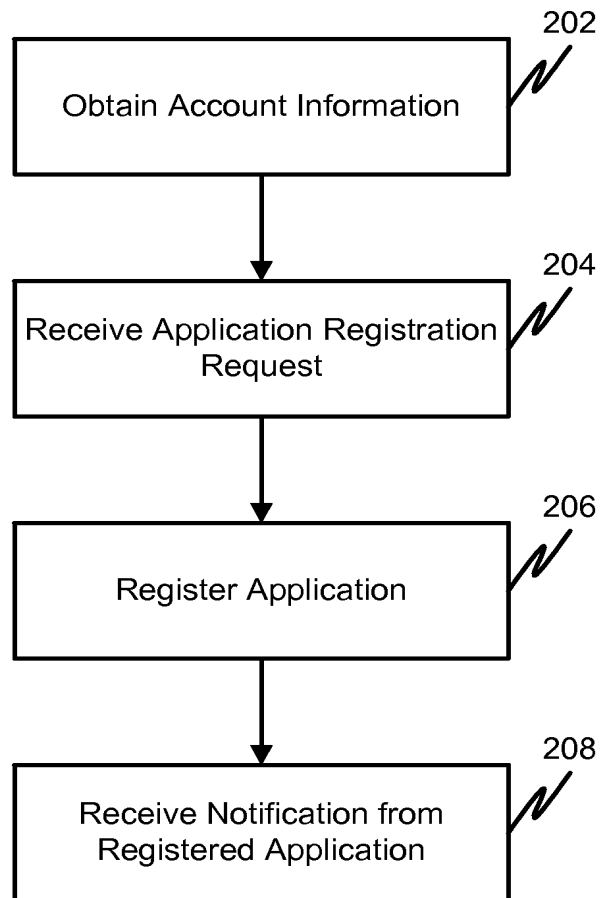 202
Obtain Account Information
204
Receive Application Registration
Request
206
Register Application
208
Receive Notification from
Registered Application